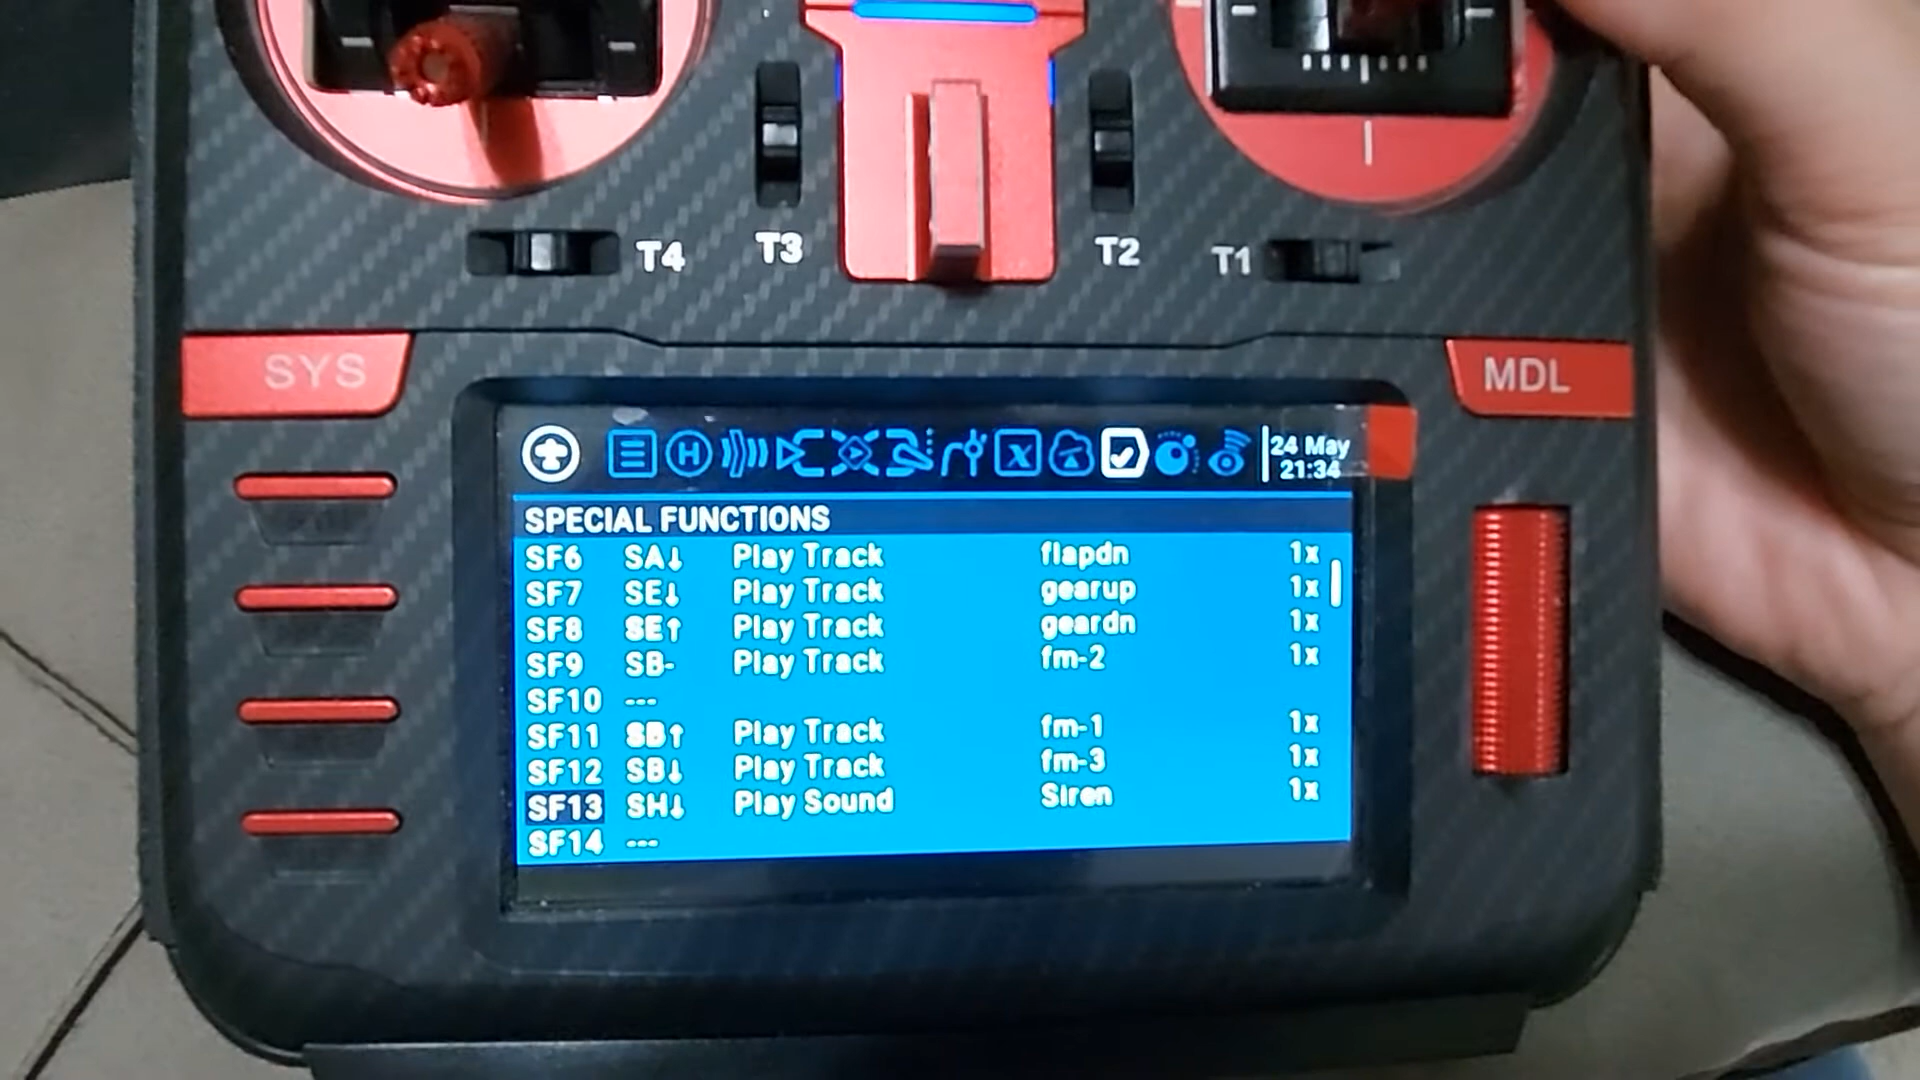 T4 T3 T2 T1
SYS MDL
H X 24 May
21:34
SPECIAL FUNCTIONS
SF6 SA↓ Play Track flapdn 1x
SF7 SE↓ Play Track gearup 1x
SF8 SE↑ Play Track geardn 1x
SF9 SB- Play Track fm-2 1x
SF10 ---
SF11 SB↑ Play Track fm-1 1x
SF12 SB↓ Play Track fm-3 1x
SF13 SH↓ Play Sound Siren 1x
SF14 ---